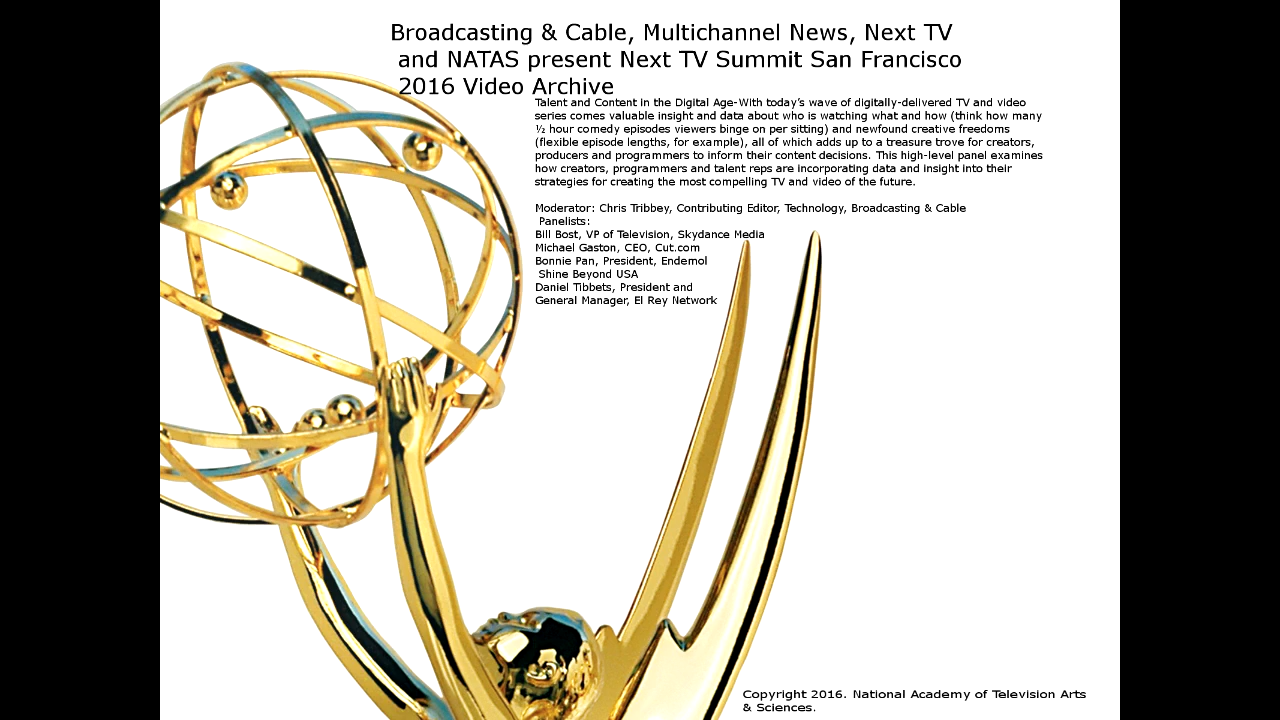 Broadcasting & Cable, Multichannel News, Next TV
and NATAS present Next TV Summit San Francisco
2016 Video Archive
Talent and Content in the Digital Age-With today's wave of digitally-delivered TV and video
series comes valuable insight and data about who is watching what and how (think how many
½ hour comedy episodes viewers binge on per sitting) and newfound creative freedoms
(flexible episode lengths, for example), all of which adds up to a treasure trove for creators,
producers and programmers to inform their content decisions. This high-level panel examines
how creators, programmers and talent reps are incorporating data and insight into their
strategies for creating the most compelling TV and video of the future.
Moderator: Chris Tribbey, Contributing Editor, Technology, Broadcasting & Cable
Panelists:
Bill Bost, VP of Television, Skydance Media
Michael Gaston, CEO, Cut.com
Bonnie Pan, President, Endemol
Shine Beyond USA
Daniel Tibbets, President and
General Manager, El Rey Network
Copyright 2016. National Academy of Television Arts
& Sciences.